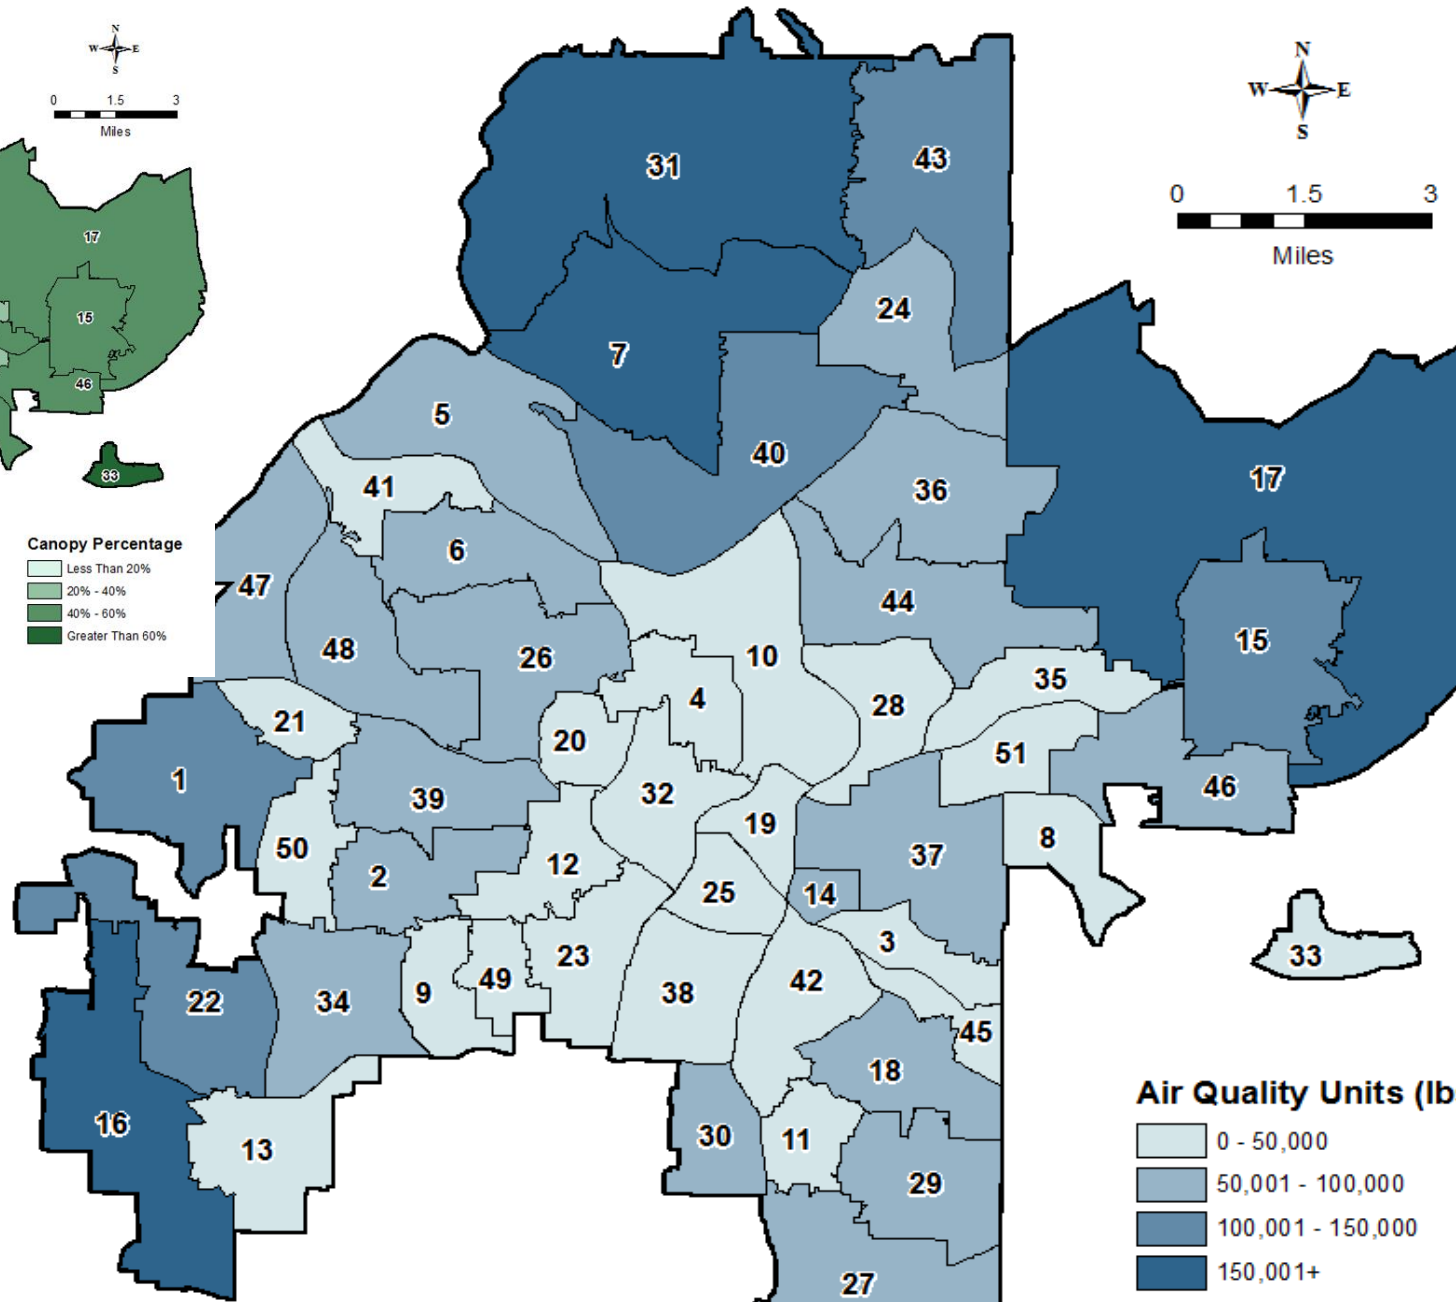 N
W E
S
0 1.5 3
Miles
17
15
46
33
Canopy Percentage
Less Than 20%
20% - 40%
40% - 60%
Greater Than 60%
N
W E
S
0 1.5 3
Miles
31
43
24
7
5
40
41
36
17
6
47
44
48
26
10
15
4
35
28
21
20
51
1
39
32
46
19
8
50
2
12
37
25
14
3
23
33
9
49
38
42
22
34
45
18
16
30
11
13
29
27
Air Quality Units (lb
0 - 50,000
50,001 - 100,000
100,001 - 150,000
150,001+